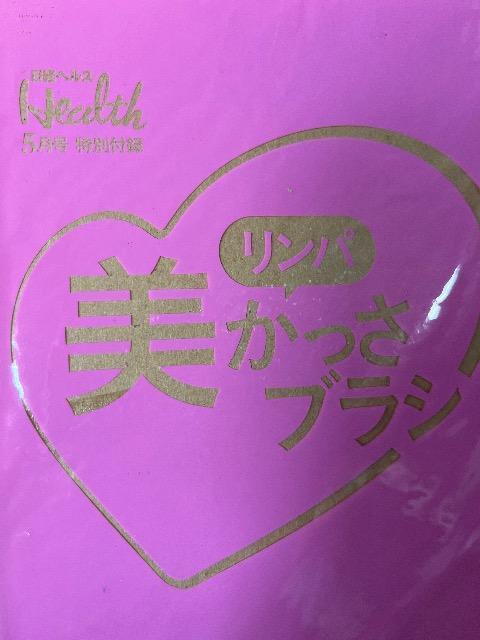 日経ヘルス
Health
5月号 特別付録
リンパ
美かっさ
ブラシ